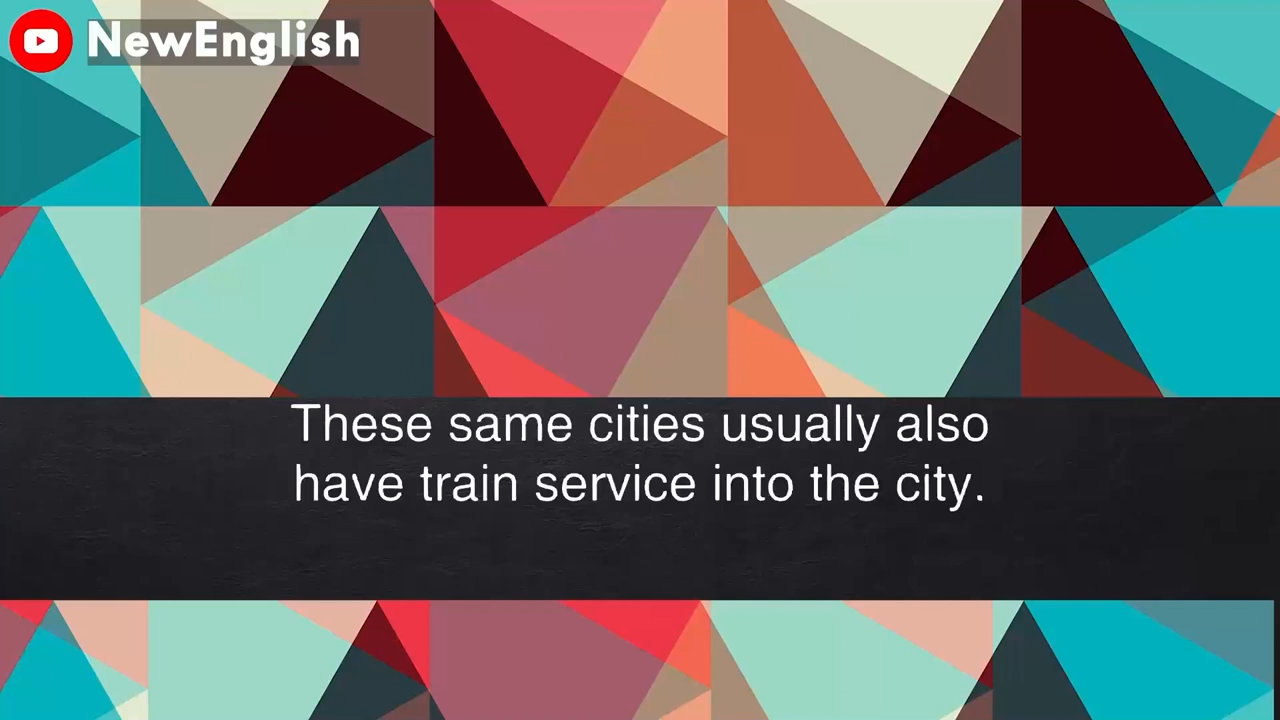 NewEnglish
These same cities usually also
have train service into the city.